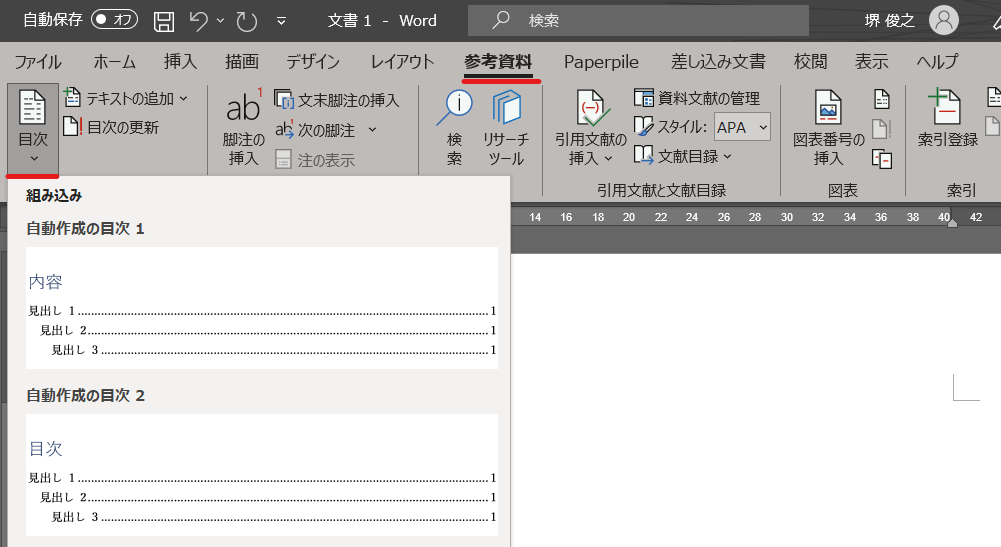 自動保存 オフ 文書 1 - Word 検索 堺 俊之
ファイル ホーム 挿入 描画 デザイン レイアウト 参考資料 Paperpile 差し込み文書 校閲 表示 ヘルプ
目次
テキストの追加
目次の更新
ab1
脚注の
挿入
文末脚注の挿入
ab1 次の脚注
注の表示
検
索
リサーチ
ツール
引用文献の
挿入
資料文献の管理
スタイル: APA
文献目録
引用文献と文献目録
図表番号の
挿入
図表
索引登録
索引
14 16 18 20 22 24 26 28 30 32 34 36 38 40 42
組み込み
自動作成の目次 1
内容
見出し 1........1
見出し 2........1
見出し 3........1
自動作成の目次 2
目次
見出し 1........1
見出し 2........1
見出し 3........1